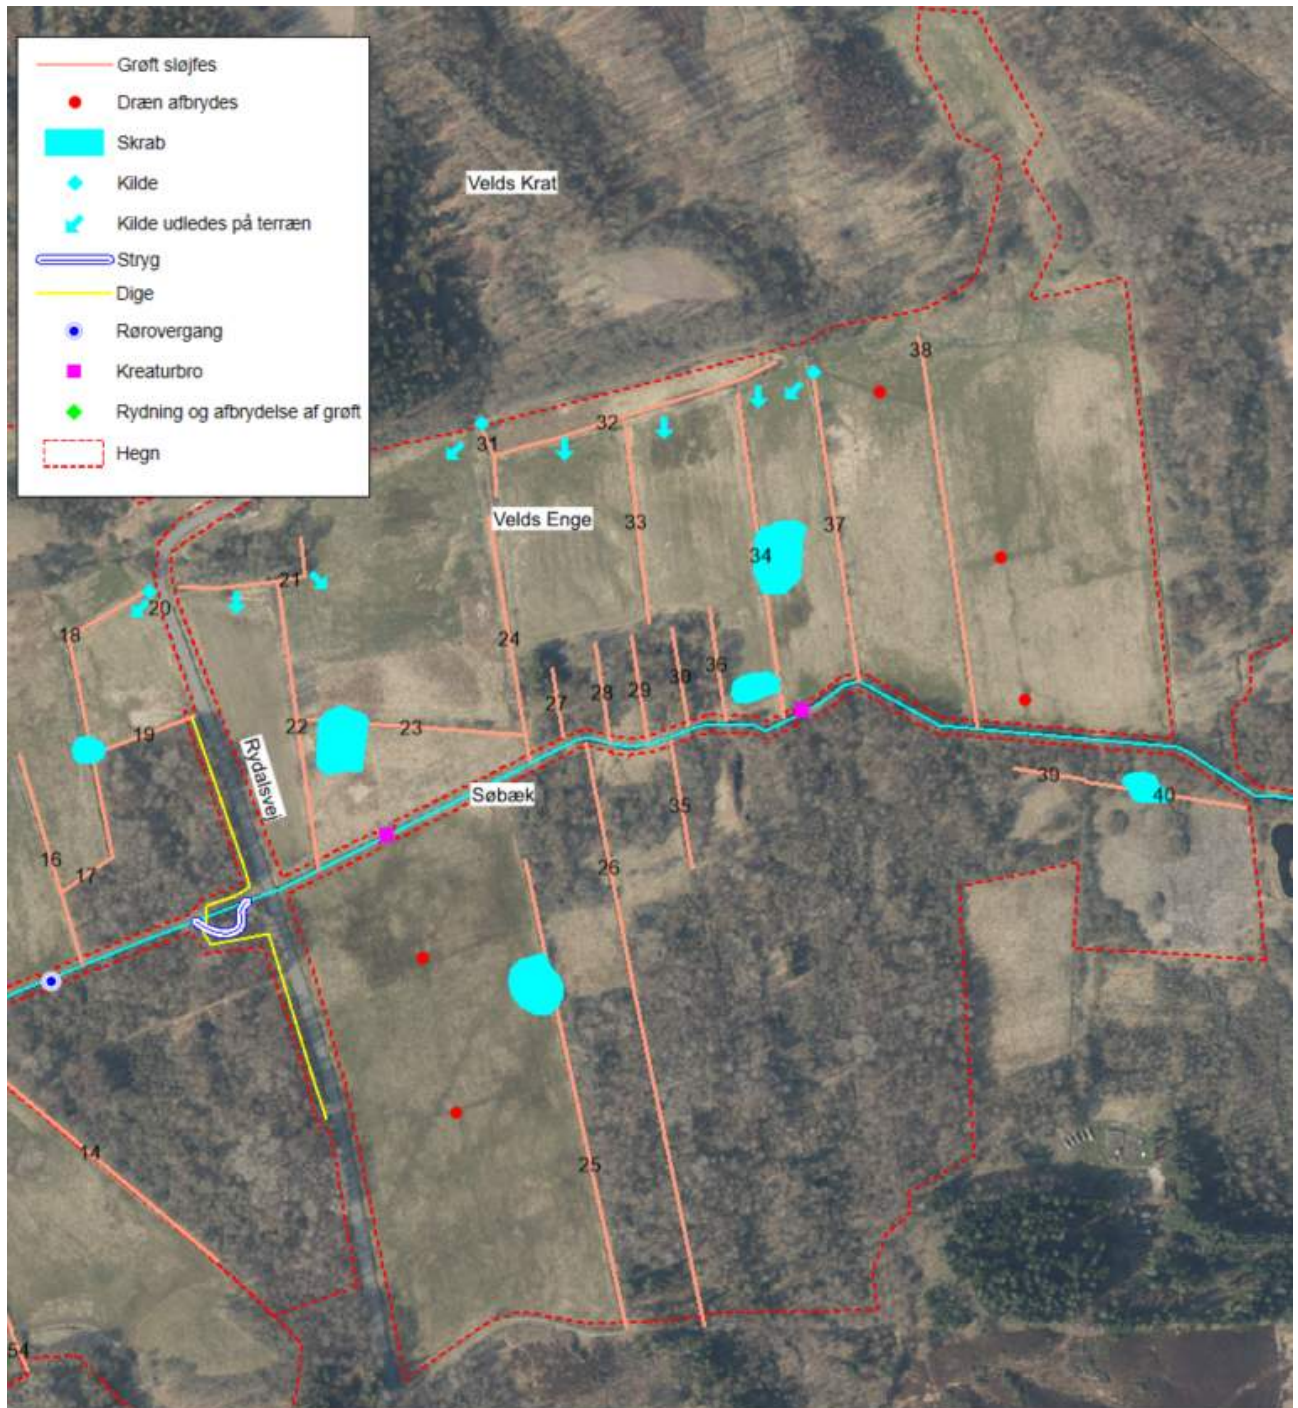 Grøft sløjfes
Dræn afbrydes
Skrab
Kilde
Kilde udledes på terræn
Stryg
Dige
Rørovergang
Kreaturbro
Rydning og afbrydelse af grøft
Hegn
Velds Krat
38
32
31
Velds Enge
33
37
34
21
20
18
24
36
30
29
28
27
22
23
19
Rydalsvej
Søbæk
39
40
35
16
17
26
14
25
54